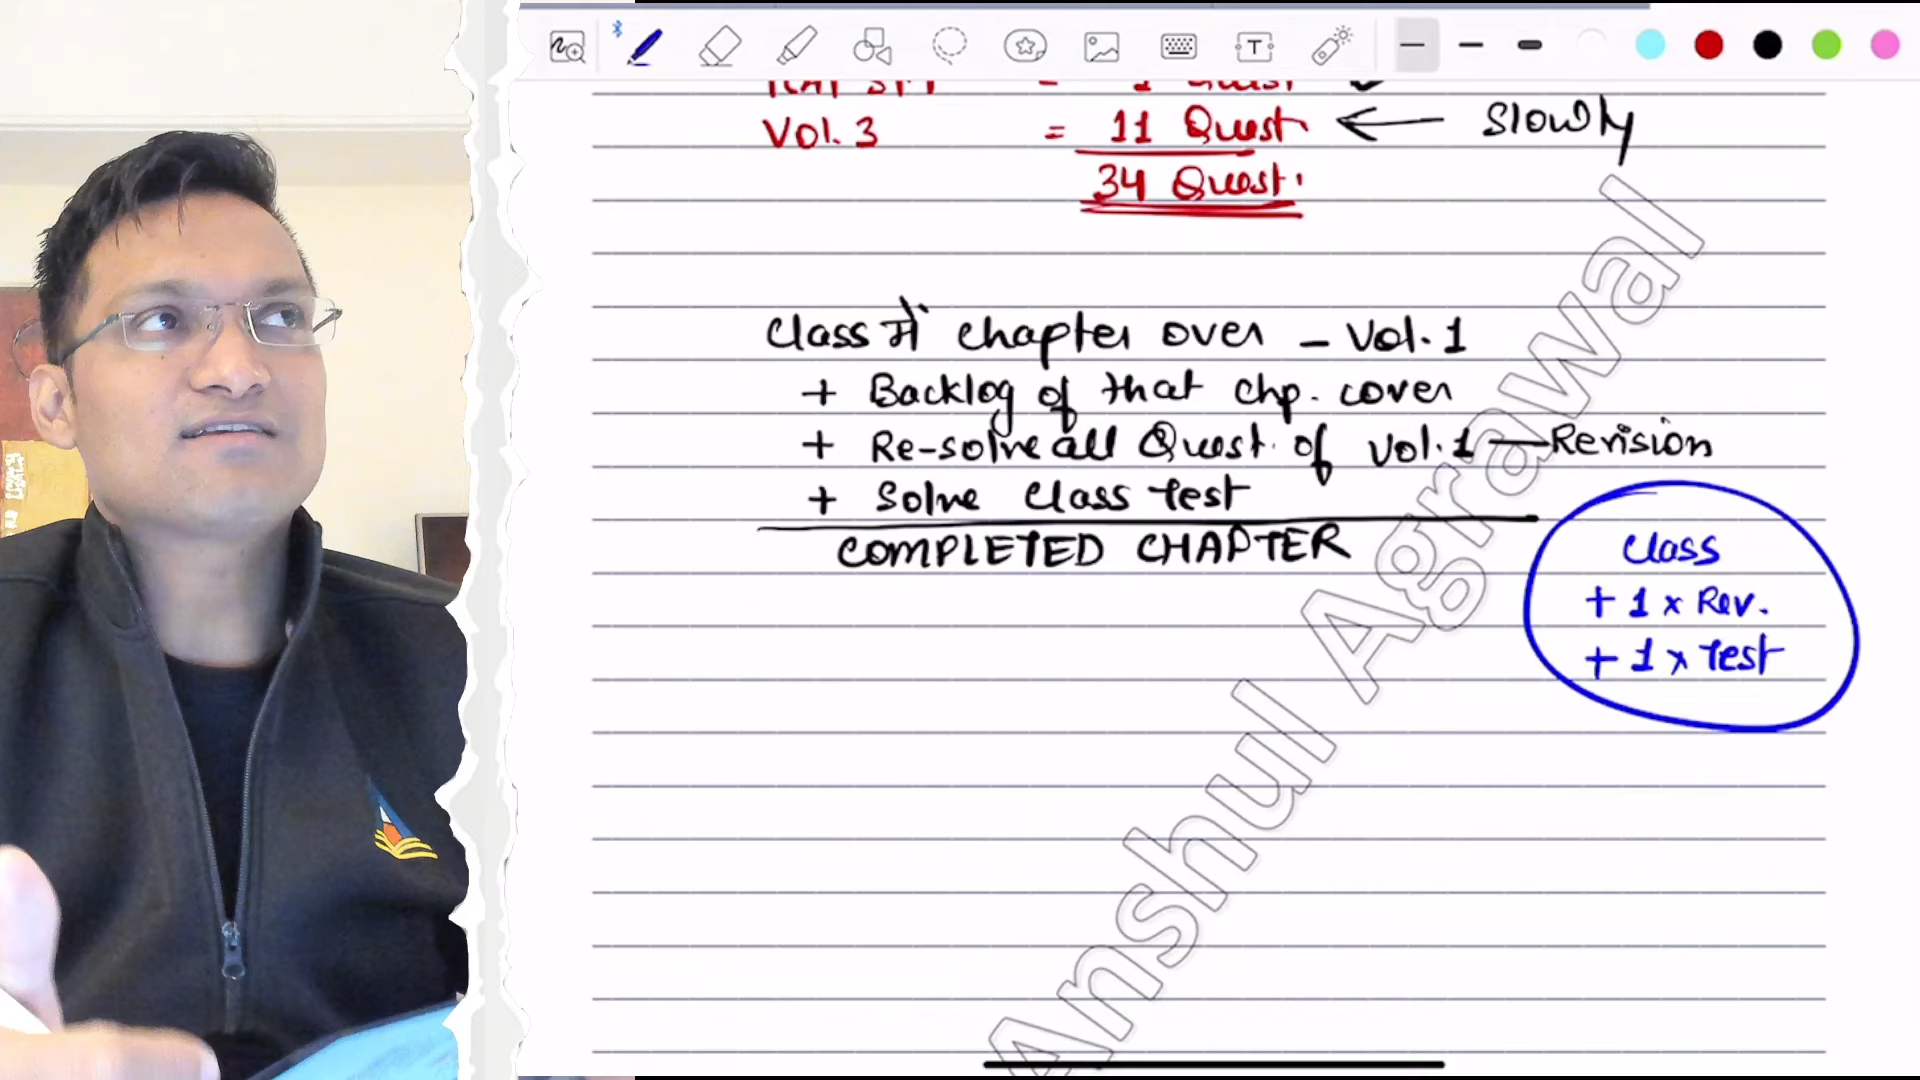 Vol. 3 = 11 Quest. ← Slowly
34 Quest.
Class में Chapter over – Vol. 1
+ Backlog of that Chp. cover
+ Re-solve all Quest. of Vol. 1 — Revision
+ Solve Class Test
COMPLETED CHAPTER
Class
+ 1 x Rev.
+ 1 x Test
Anshul Agrawal